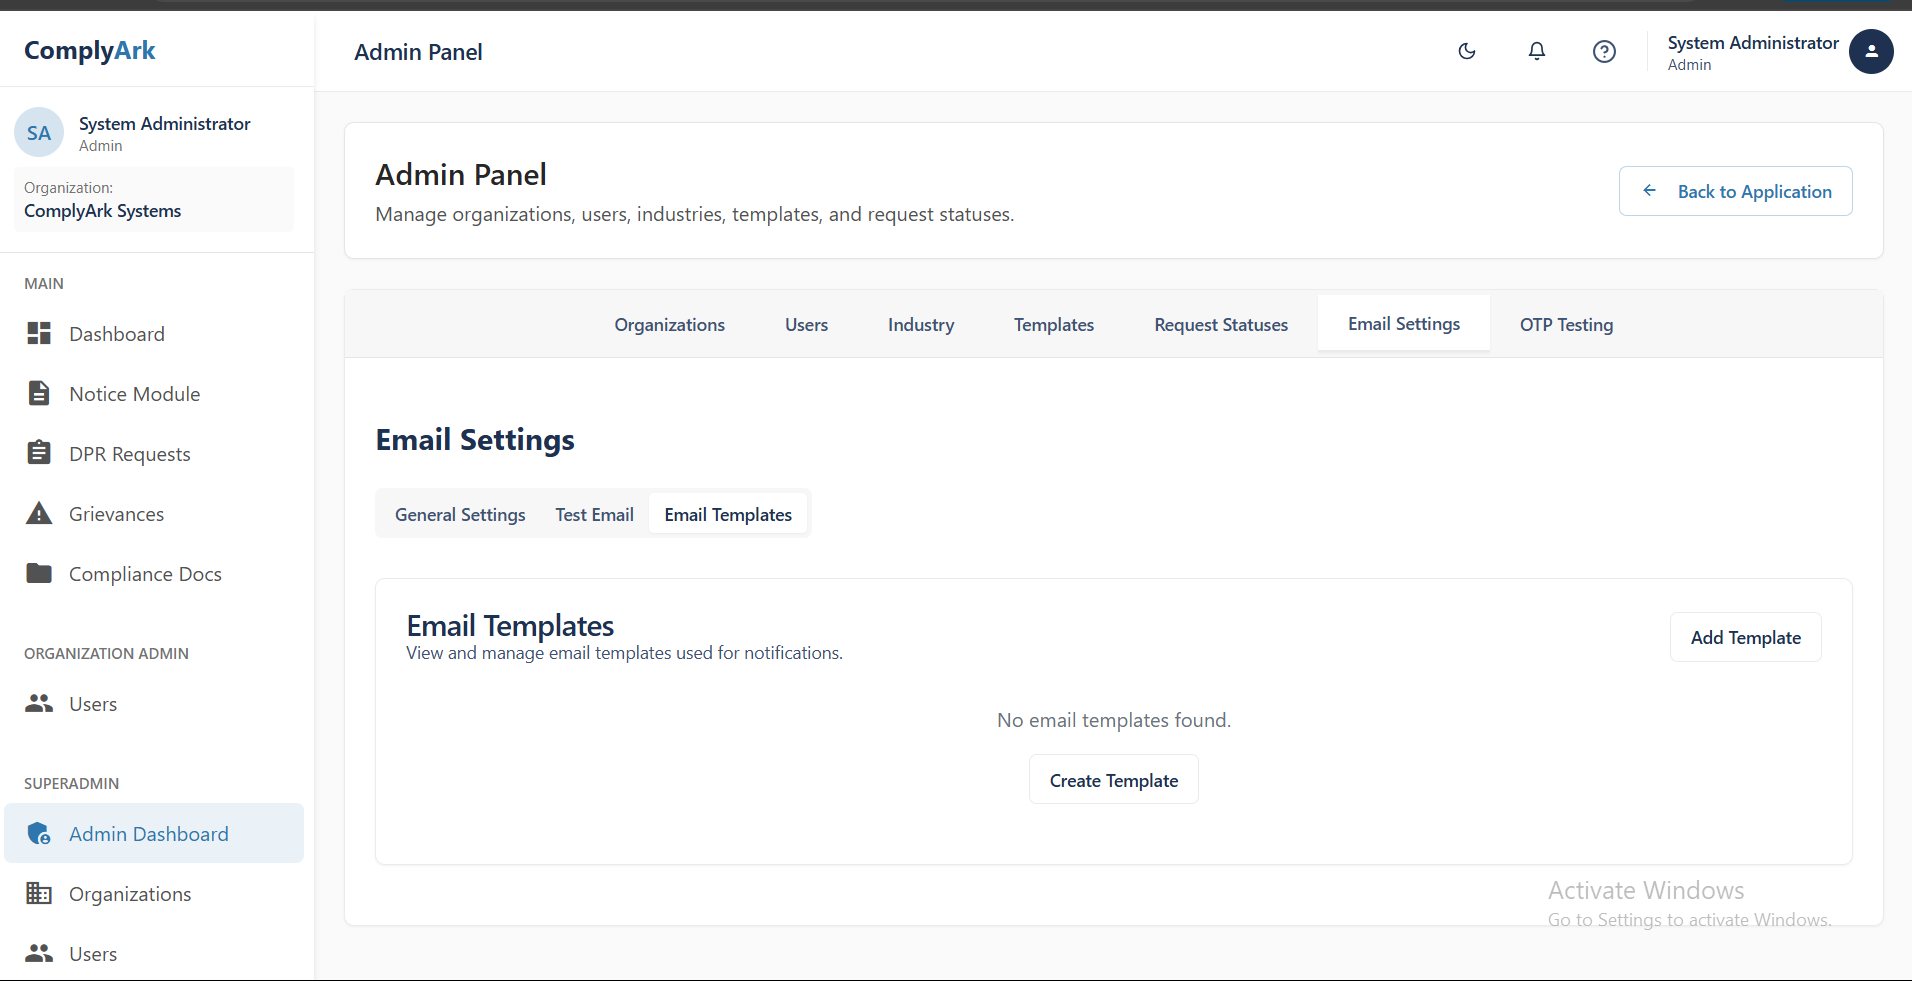 ComplyArk
Admin Panel
System Administrator
Admin
SA
System Administrator
Admin
Organization:
ComplyArk Systems
MAIN
Dashboard
Notice Module
DPR Requests
Grievances
Compliance Docs
ORGANIZATION ADMIN
Users
SUPERADMIN
Admin Dashboard
Organizations
Users
Admin Panel
Manage organizations, users, industries, templates, and request statuses.
Back to Application
Organizations Users Industry Templates Request Statuses Email Settings OTP Testing
Email Settings
General Settings Test Email Email Templates
Email Templates
View and manage email templates used for notifications.
Add Template
No email templates found.
Create Template
Activate Windows
Go to Settings to activate Windows.